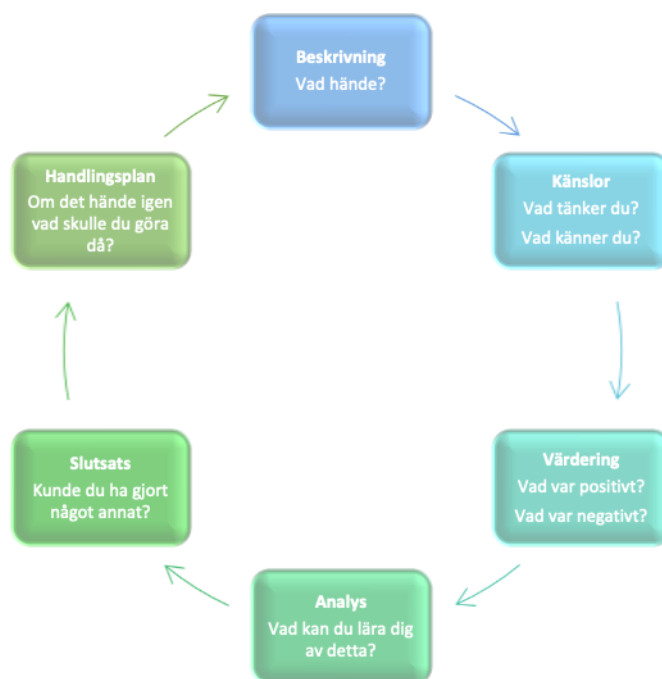 Beskrivning
Vad hände?
Känslor
Vad tänker du?
Vad känner du?
Värdering
Vad var positivt?
Vad var negativt?
Analys
Vad kan du lära dig
av detta?
Slutsats
Kunde du ha gjort
något annat?
Handlingsplan
Om det hände igen
vad skulle du göra
då?